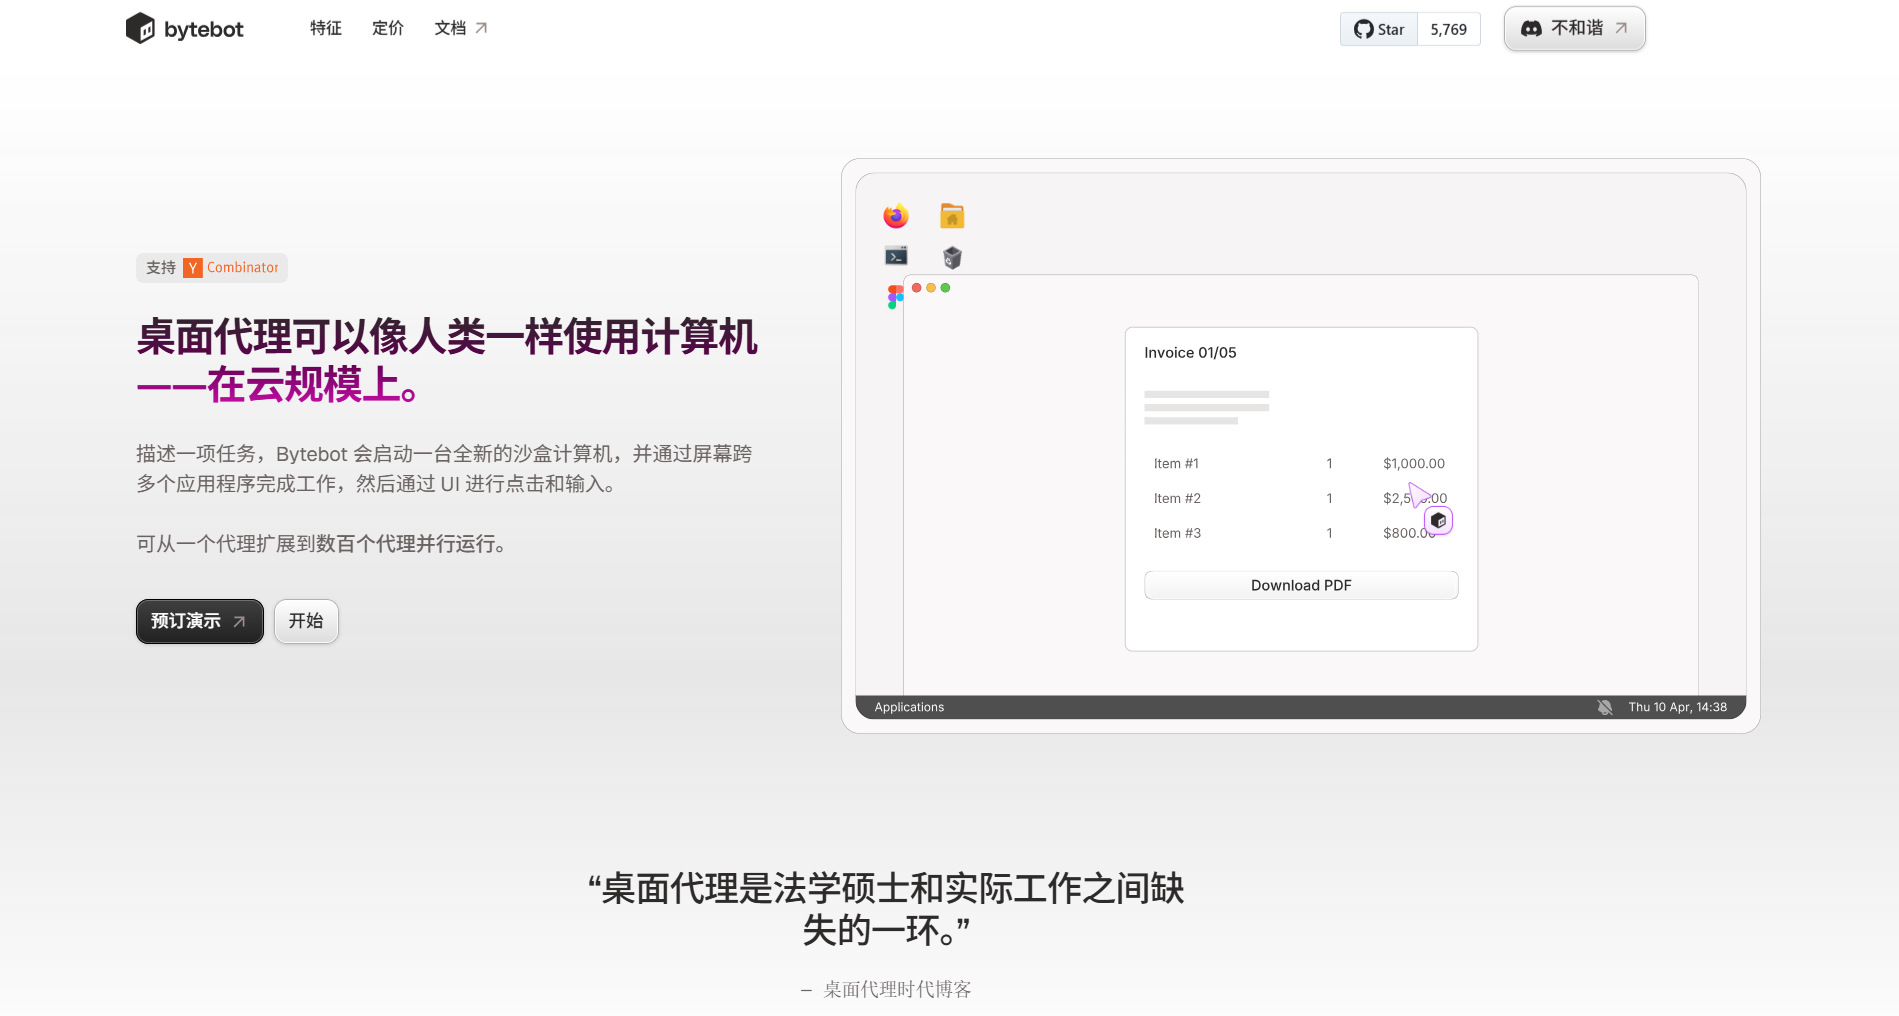 bytebot
特征
定价
文档
Star
5,769
不和谐
支持 Y Combinator
桌面代理可以像人类一样使用计算机
——在云规模上。
描述一项任务，Bytebot 会启动一台全新的沙盒计算机，并通过屏幕跨
多个应用程序完成工作，然后通过 UI 进行点击和输入。
可从一个代理扩展到数百个代理并行运行。
预订演示
开始
Invoice 01/05
Item #1 1 $1,000.00
Item #2 1
Item #3 1 $800.00
Download PDF
Applications
Thu 10 Apr, 14:38
“桌面代理是法学硕士和实际工作之间缺
失的一环。”
– 桌面代理时代博客